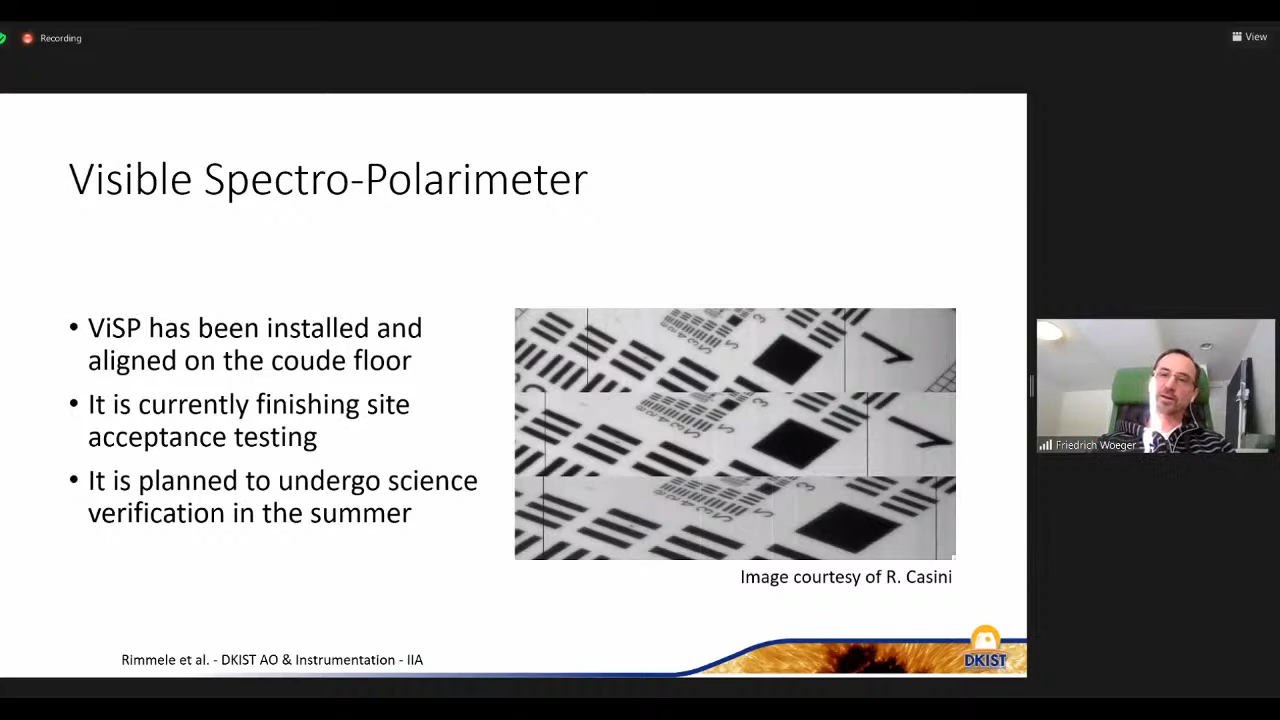 Recording
View
Visible Spectro-Polarimeter
• ViSP has been installed and
aligned on the coude floor
• It is currently finishing site
acceptance testing
• It is planned to undergo science
verification in the summer
Image courtesy of R. Casini
Friedrich Woeger
Rimmele et al. - DKIST AO & Instrumentation - IIA
DKIST